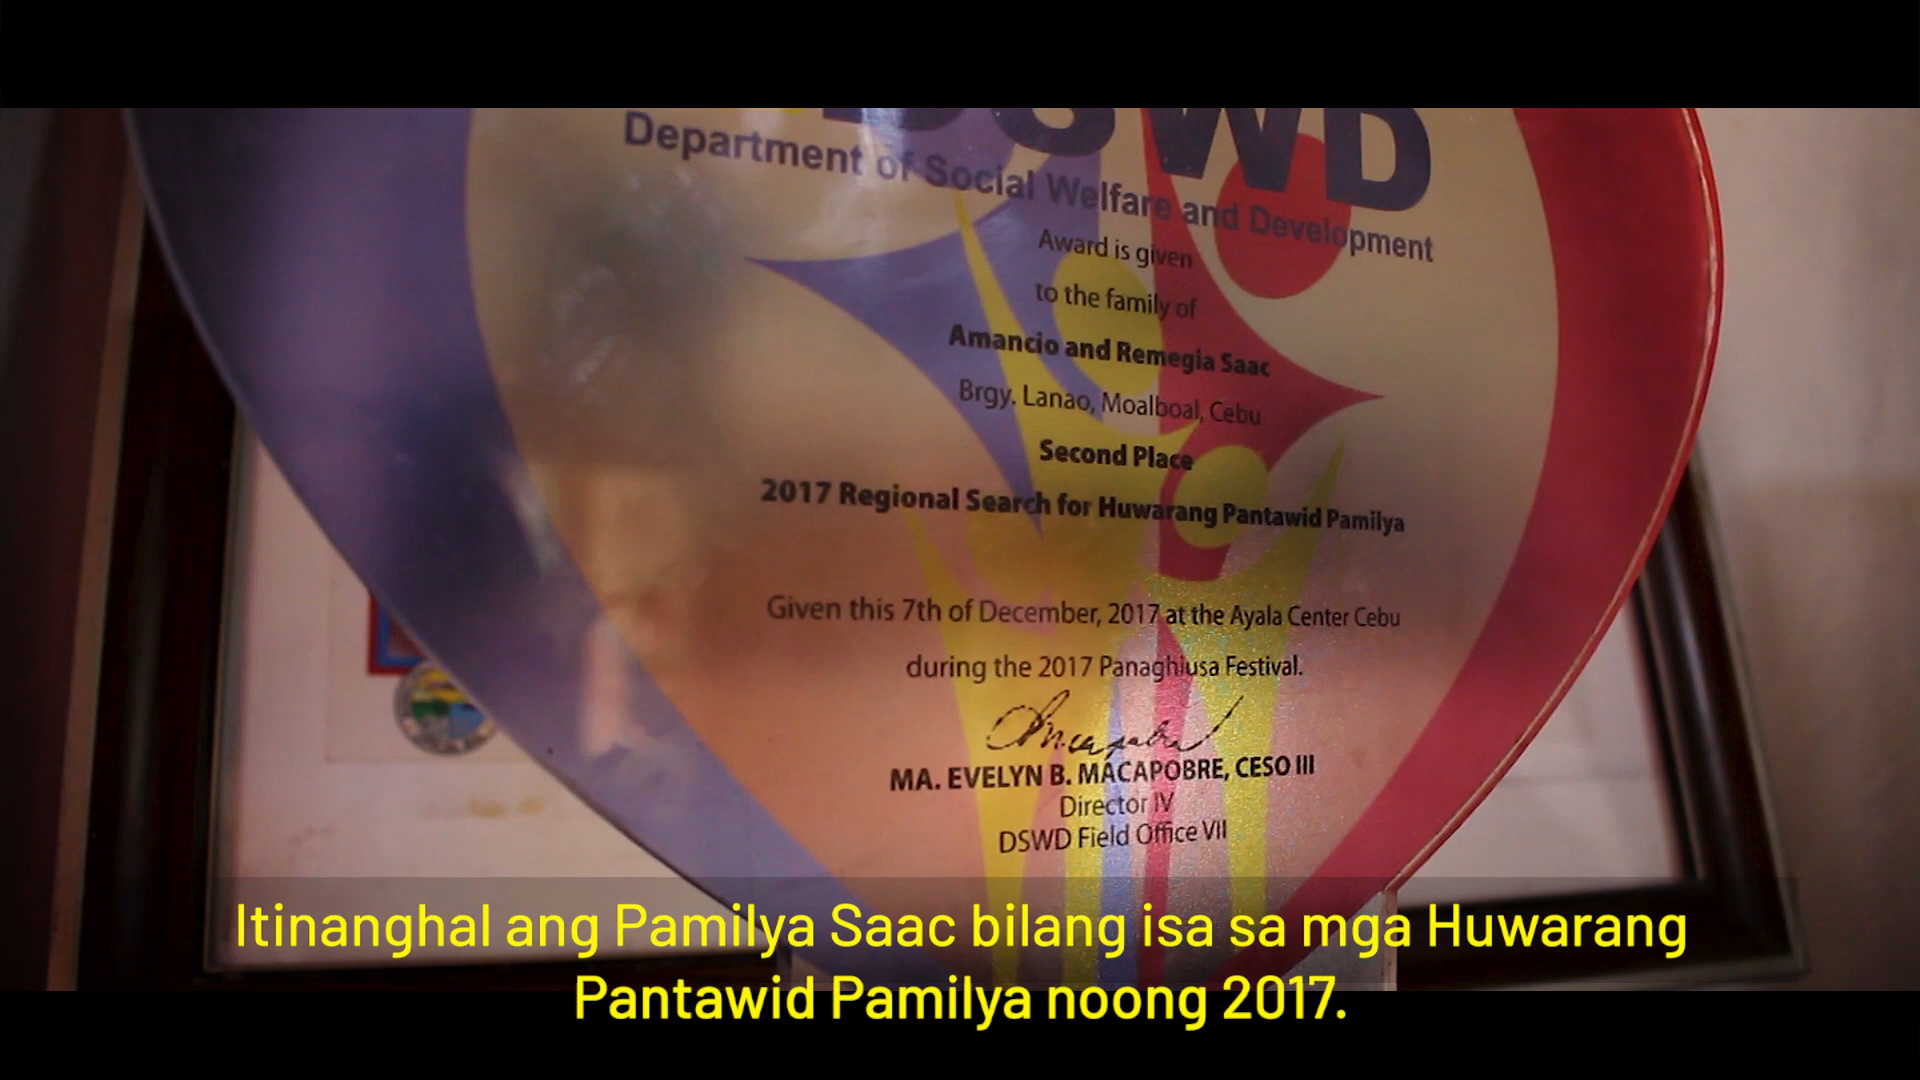 DSWD
Department of Social Welfare and Development
Award is given
to the family of
Amancio and Remegia Saac
Brgy. Lanao, Moalboal, Cebu
Second Place
2017 Regional Search for Huwarang Pantawid Pamilya
Given this 7th of December, 2017 at the Ayala Center Cebu
during the 2017 Panaghiusa Festival.
MA. EVELYN B. MACAPOBRE, CESO III
Director IV
DSWD Field Office VII
Itinanghal ang Pamilya Saac bilang isa sa mga Huwarang
Pantawid Pamilya noong 2017.